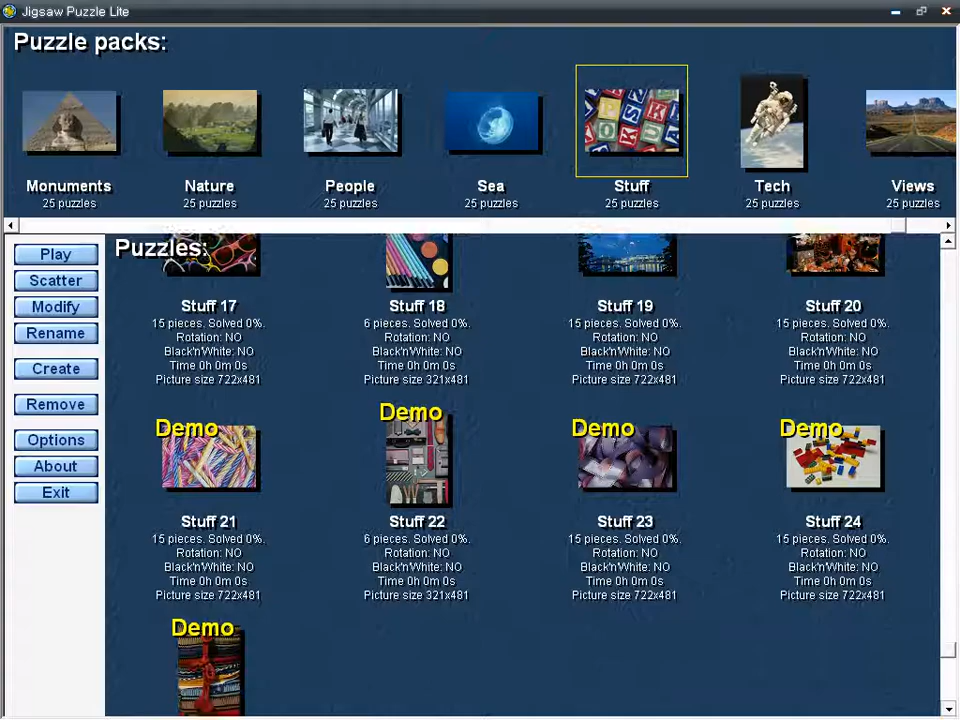 Jigsaw Puzzle Lite
Puzzle packs:
Monuments
25 puzzles
Nature
25 puzzles
People
25 puzzles
Sea
25 puzzles
Stuff
25 puzzles
Tech
25 puzzles
Views
25 puzzles
Play
Scatter
Modify
Rename
Create
Remove
Options
About
Exit
Puzzles:
Stuff 17
15 pieces. Solved 0%.
Rotation: NO
Black'n'White: NO
Time 0h 0m 0s
Picture size 722x481
Stuff 18
6 pieces. Solved 0%.
Rotation: NO
Black'n'White: NO
Time 0h 0m 0s
Picture size 321x481
Stuff 19
15 pieces. Solved 0%.
Rotation: NO
Black'n'White: NO
Time 0h 0m 0s
Picture size 722x481
Stuff 20
15 pieces. Solved 0%.
Rotation: NO
Black'n'White: NO
Time 0h 0m 0s
Picture size 722x481
Demo
Stuff 21
15 pieces. Solved 0%.
Rotation: NO
Black'n'White: NO
Time 0h 0m 0s
Picture size 722x481
Demo
Stuff 22
6 pieces. Solved 0%.
Rotation: NO
Black'n'White: NO
Time 0h 0m 0s
Picture size 321x481
Demo
Stuff 23
15 pieces. Solved 0%.
Rotation: NO
Black'n'White: NO
Time 0h 0m 0s
Picture size 722x481
Demo
Stuff 24
15 pieces. Solved 0%.
Rotation: NO
Black'n'White: NO
Time 0h 0m 0s
Picture size 722x481
Demo